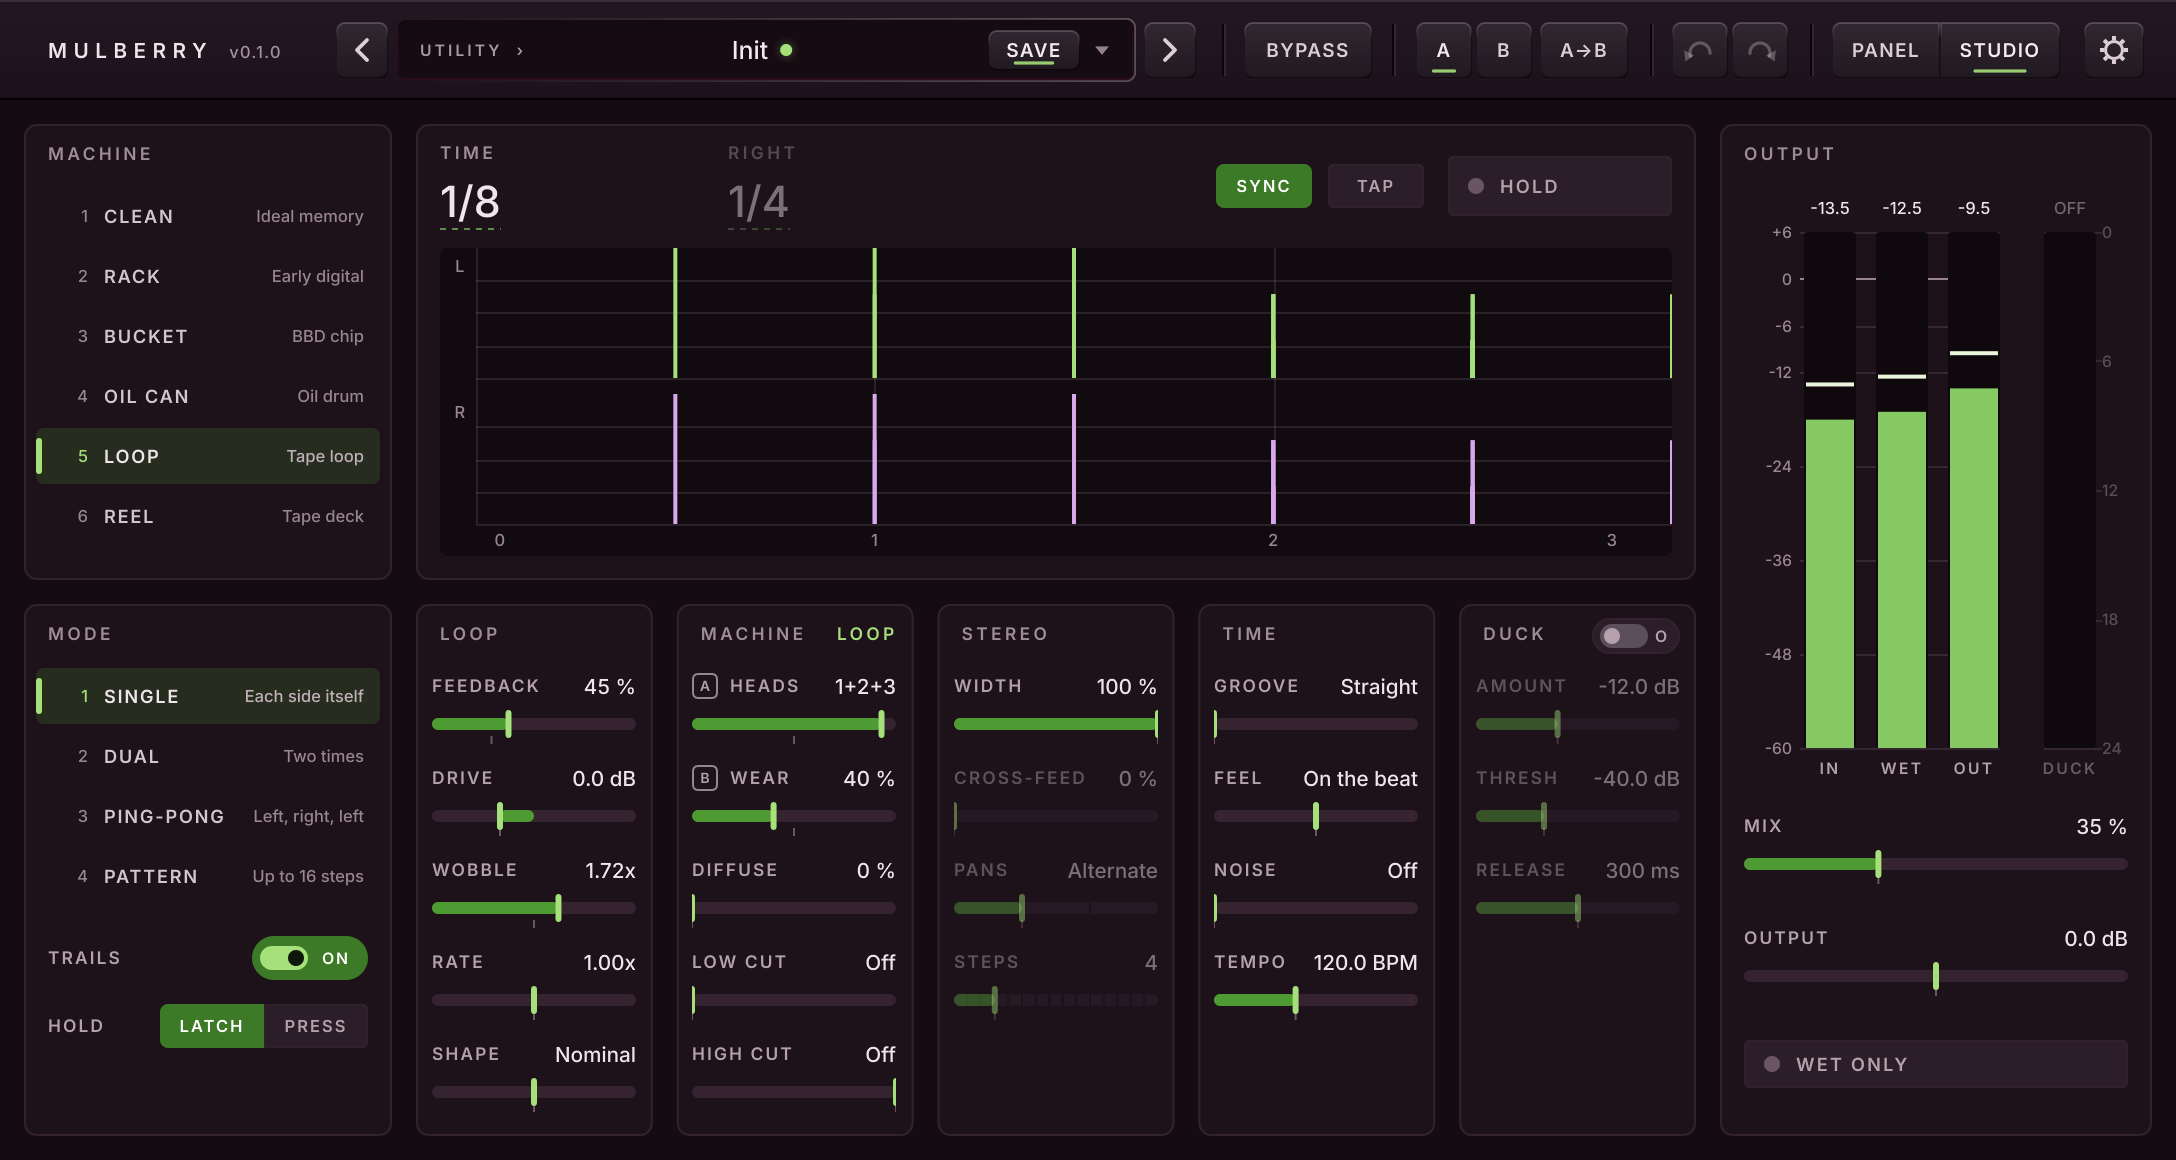 MULBERRY v0.1.0
UTILITY › Init SAVE
BYPASS
A B A→B
PANEL STUDIO
MACHINE
1 CLEAN Ideal memory
2 RACK Early digital
3 BUCKET BBD chip
4 OIL CAN Oil drum
5 LOOP Tape loop
6 REEL Tape deck
TIME RIGHT
1/8 1/4
SYNC TAP HOLD
L
R
0 1 2 3
OUTPUT
-13.5 -12.5 -9.5 OFF
+6 0
0
-6 6
-12
-24 12
-36
-48 18
-60 24
IN WET OUT DUCK
MIX 35 %
OUTPUT 0.0 dB
WET ONLY
MODE
1 SINGLE Each side itself
2 DUAL Two times
3 PING-PONG Left, right, left
4 PATTERN Up to 16 steps
TRAILS ON
HOLD LATCH PRESS
LOOP
FEEDBACK 45 %
DRIVE 0.0 dB
WOBBLE 1.72x
RATE 1.00x
SHAPE Nominal
MACHINE LOOP
A HEADS 1+2+3
B WEAR 40 %
DIFFUSE 0 %
LOW CUT Off
HIGH CUT Off
STEREO
WIDTH 100 %
CROSS-FEED 0 %
PANS Alternate
STEPS 4
TIME
GROOVE Straight
FEEL On the beat
NOISE Off
TEMPO 120.0 BPM
DUCK O
AMOUNT -12.0 dB
THRESH -40.0 dB
RELEASE 300 ms